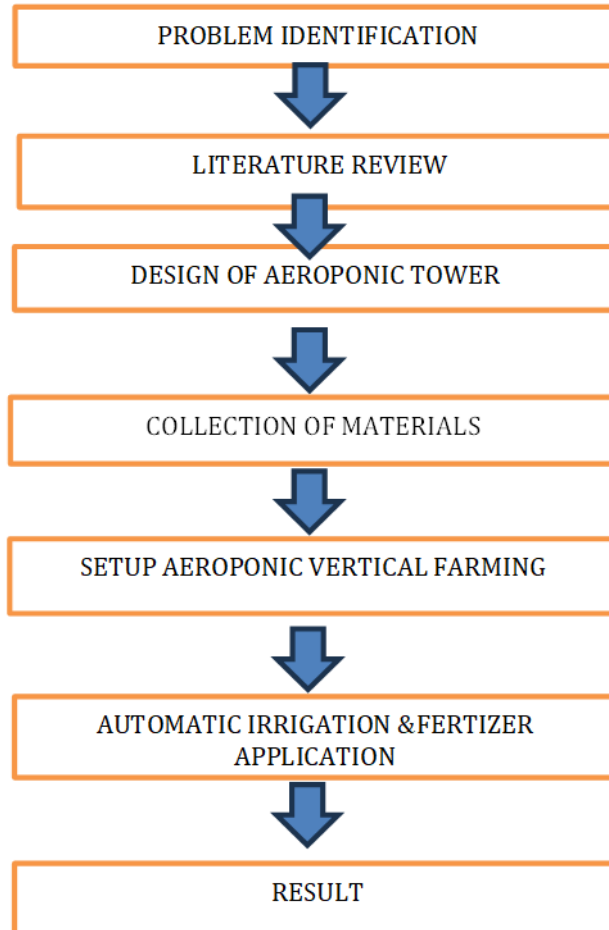 PROBLEM IDENTIFICATION
LITERATURE REVIEW
DESIGN OF AEROPONIC TOWER
COLLECTION OF MATERIALS
SETUP AEROPONIC VERTICAL FARMING
AUTOMATIC IRRIGATION &FERTIZER
APPLICATION
RESULT